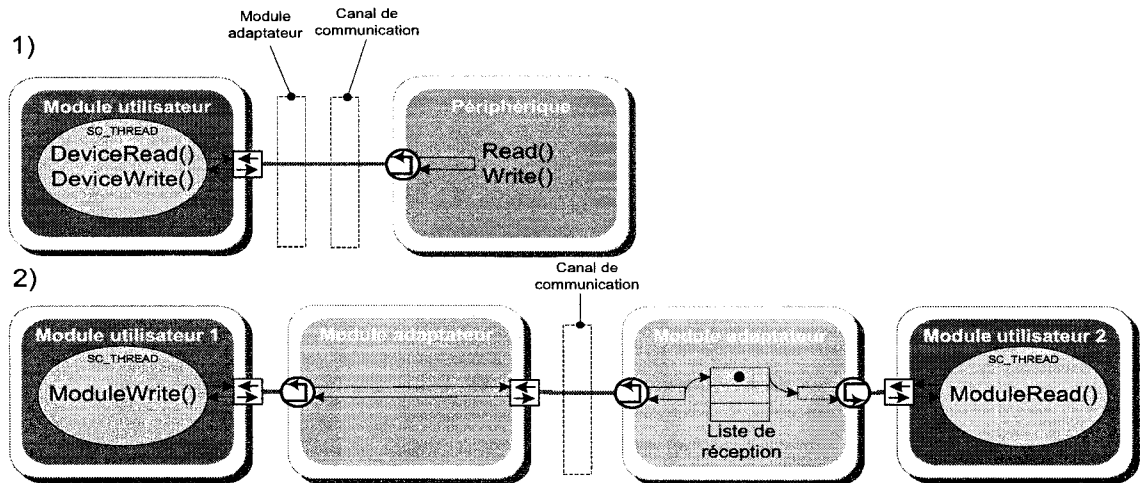 1)
Module
adaptateur
Canal de
communication
Module utilisateur
SC_THREAD
DeviceRead()
DeviceWrite()
Périphérique
Read()
Write()
2)
Canal de
communication
Module utilisateur 1
SC_THREAD
ModuleWrite()
Module adaptateur
Module adaptateur
Liste de
réception
Module utilisateur 2
SC_THREAD
ModuleRead()